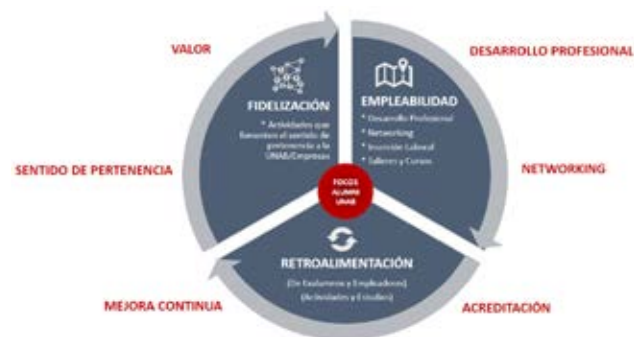 VALOR
DESARROLLO PROFESIONAL
FIDELIZACIÓN
* Actividades que
fomenten el sentido de
pertenencia a la
UNAB/Empresas
EMPLEABILIDAD
* Desarrollo Profesional
* Networking
* Inserción Laboral
* Talleres y Cursos
SENTIDO DE PERTENENCIA
NETWORKING
FOCOS
ALUMNI
UNAB
RETROALIMENTACIÓN
(De Exalumnos y Empleadores)
(Actividades y Estudios)
MEJORA CONTINUA
ACREDITACIÓN